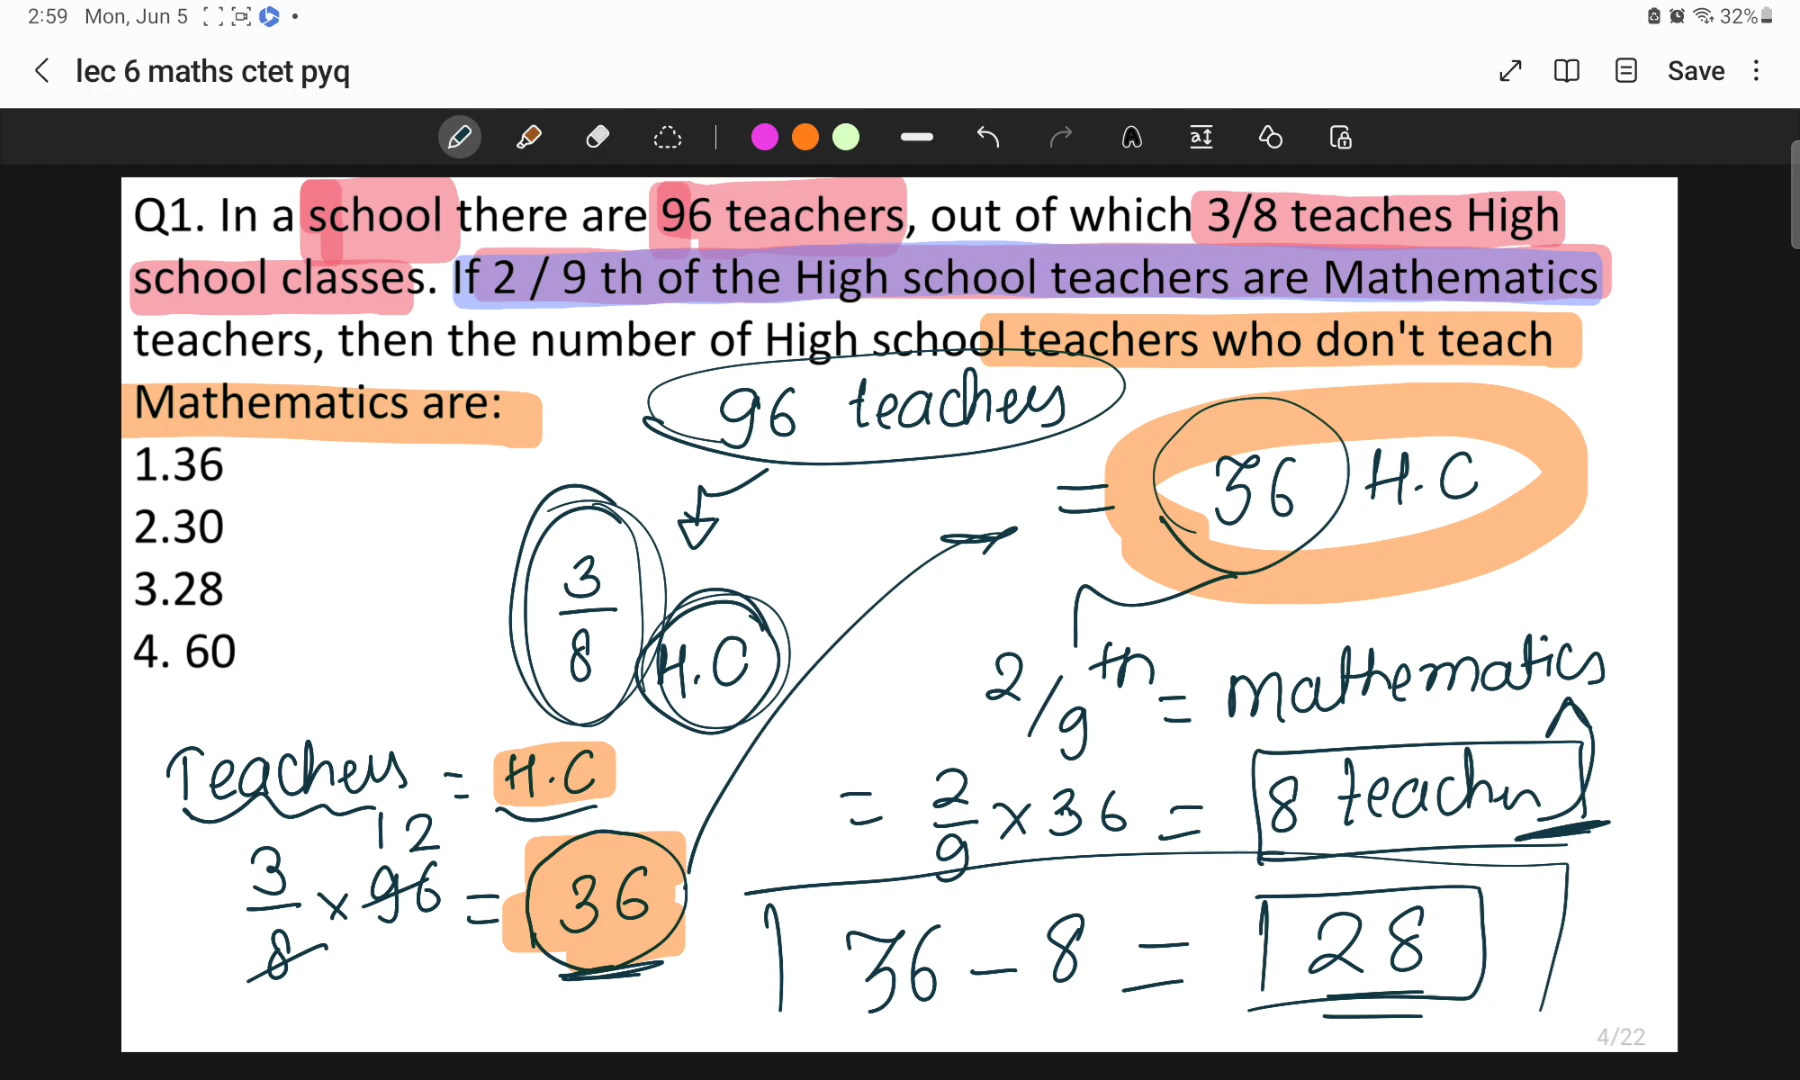 2:59 Mon, Jun 5
32%
lec 6 maths ctet pyq
Save
Q1. In a school there are 96 teachers, out of which 3/8 teaches High
school classes. If 2 / 9 th of the High school teachers are Mathematics
teachers, then the number of High school teachers who don't teach
Mathematics are:
1.36
2.30
3.28
4. 60
96 teachers
= 36 H.C
3/8 H.C
2/9 th = mathematics
Teachers = H.C
= 2/9 x 36 = 8 teachers
12
3/8 x 96 = 36
36 - 8 = 28
4/22